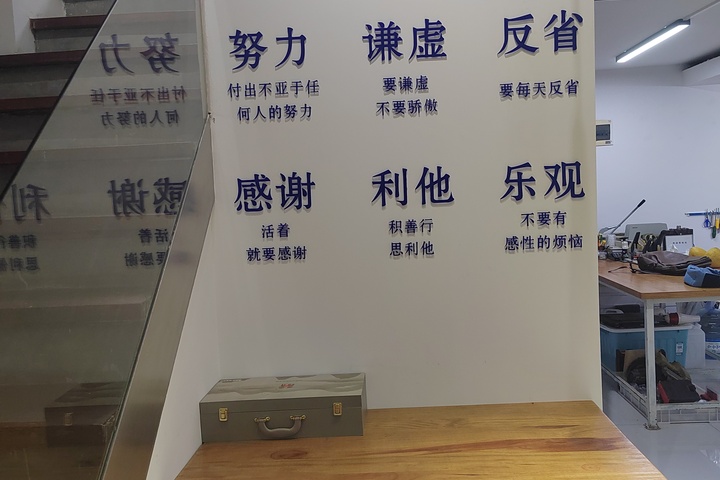 努力
付出不亚于任
何人的努力
谦虚
要谦虚
不要骄傲
反省
要每天反省
感谢
活着
就要感谢
利他
积善行
思利他
乐观
不要有
感性的烦恼